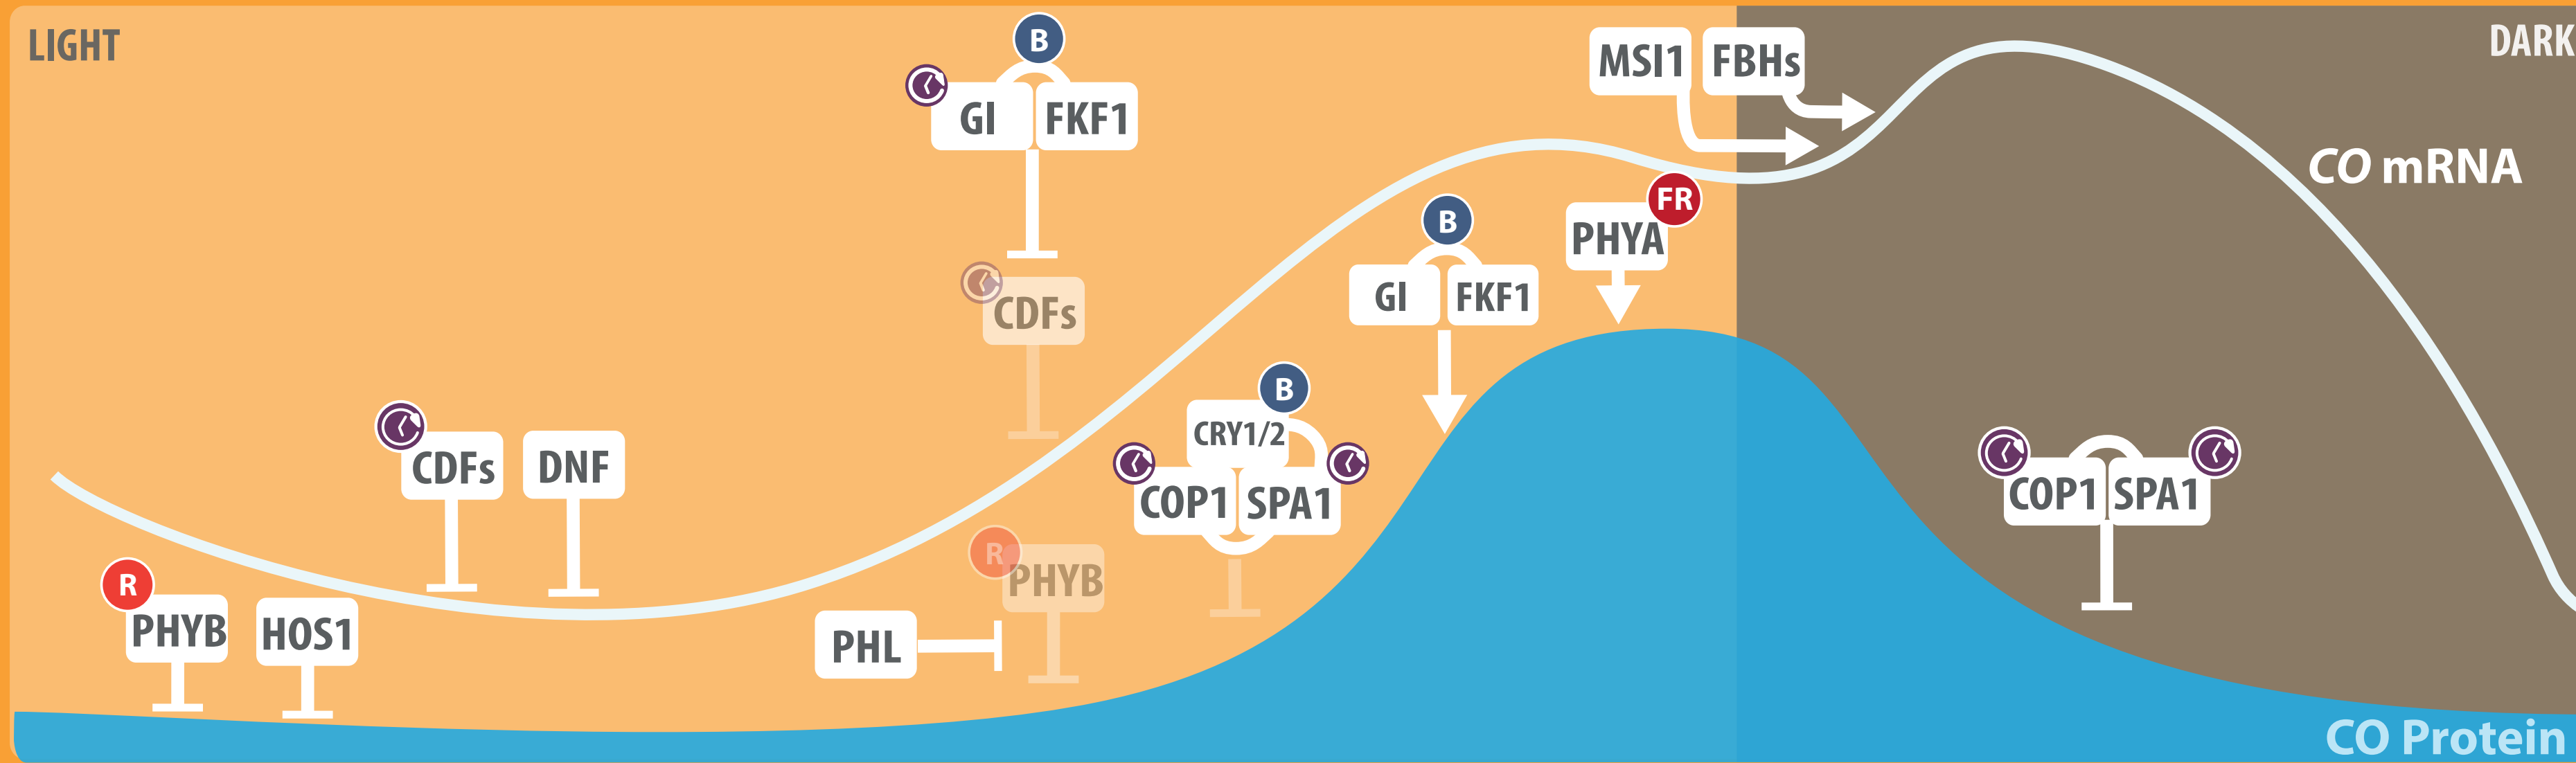 LIGHT
DARK
B
GI
FKF1
CDFs
MSI1
FBHs
CO mRNA
FR
PHYA
B
GI
FKF1
B
CRY1/2
COP1
SPA1
CDFs
DNF
COP1
SPA1
R
PHYB
HOS1
R
PHYB
PHL
CO Protein